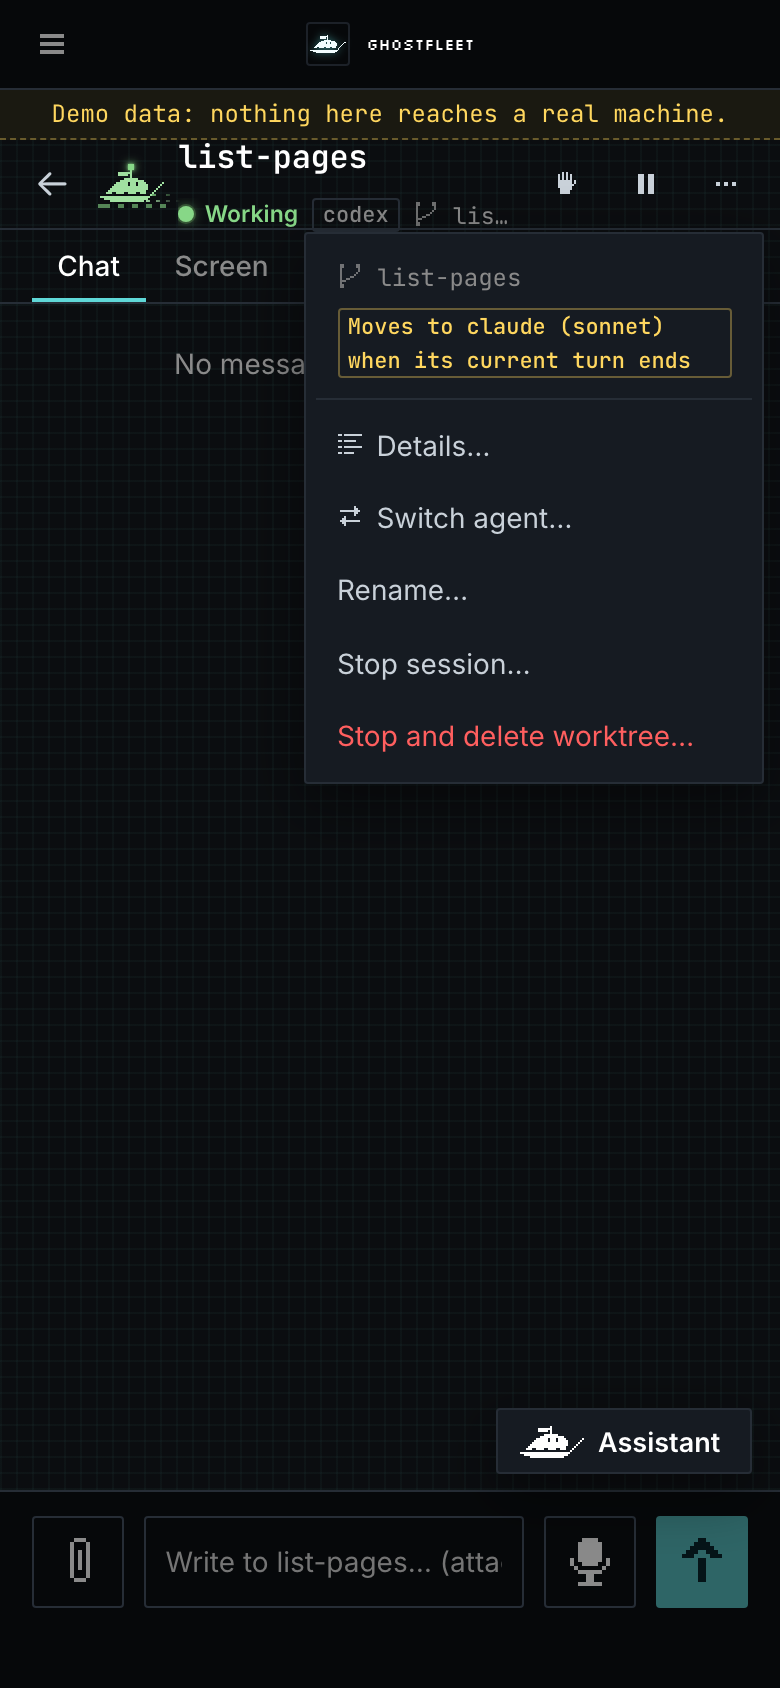 GHOSTFLEET
Demo data: nothing here reaches a real machine.
list-pages
Working codex lis…
Chat Screen
list-pages
Moves to claude (sonnet)
when its current turn ends
No messa
Details…
Switch agent…
Rename…
Stop session…
Stop and delete worktree…
Assistant
Write to list-pages… (atta